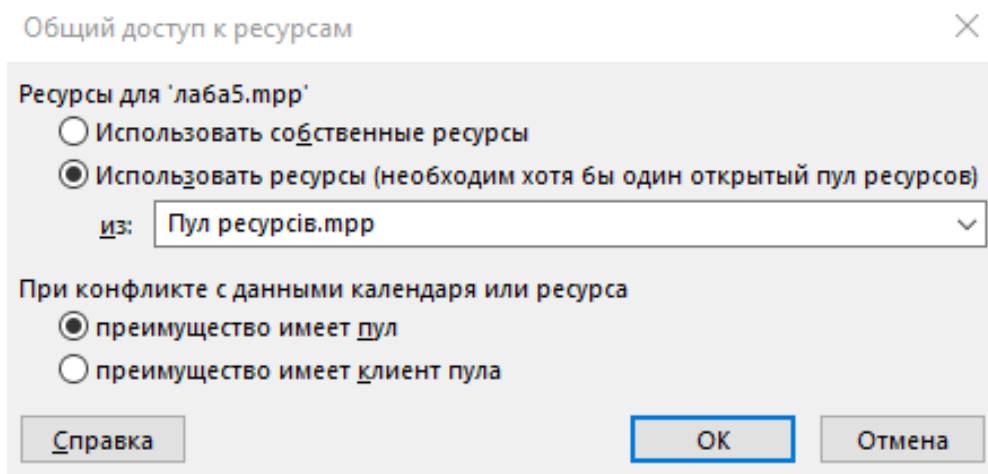 Общий доступ к ресурсам
Ресурсы для 'лаба5.mpp'
Использовать собственные ресурсы
Использовать ресурсы (необходим хотя бы один открытый пул ресурсов)
из: Пул ресурсів.mpp
При конфликте с данными календаря или ресурса
преимущество имеет пул
преимущество имеет клиент пула
Справка ОК Отмена